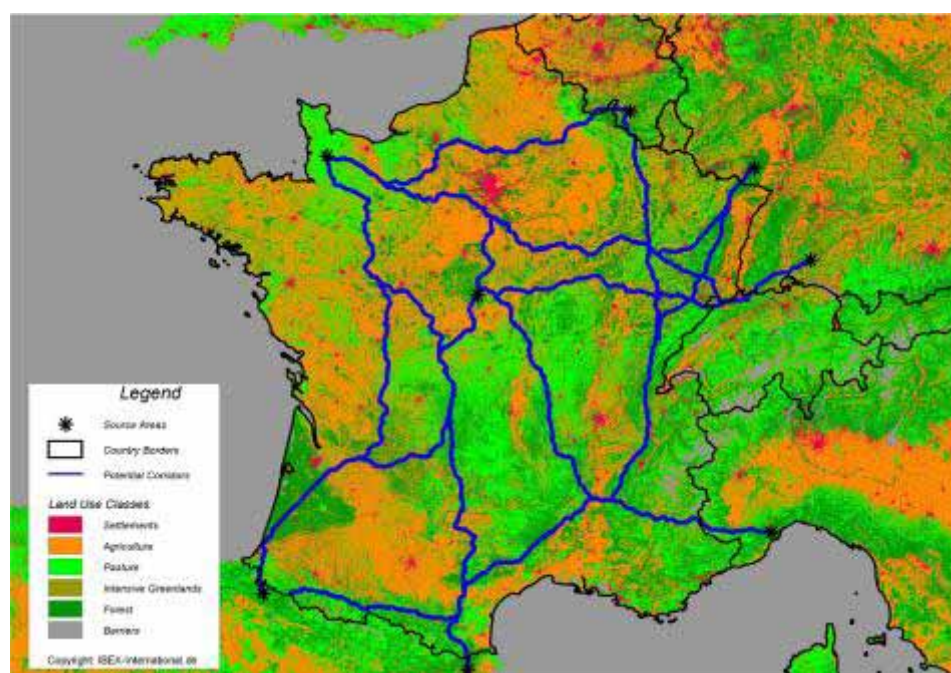 Legend
Source Areas
Country Borders
Potential Corridors
Land Use Classes
Settlements
Agriculture
Pasture
Intensive Greenlands
Forest
Barriers
Copyright: IBEX-International.de